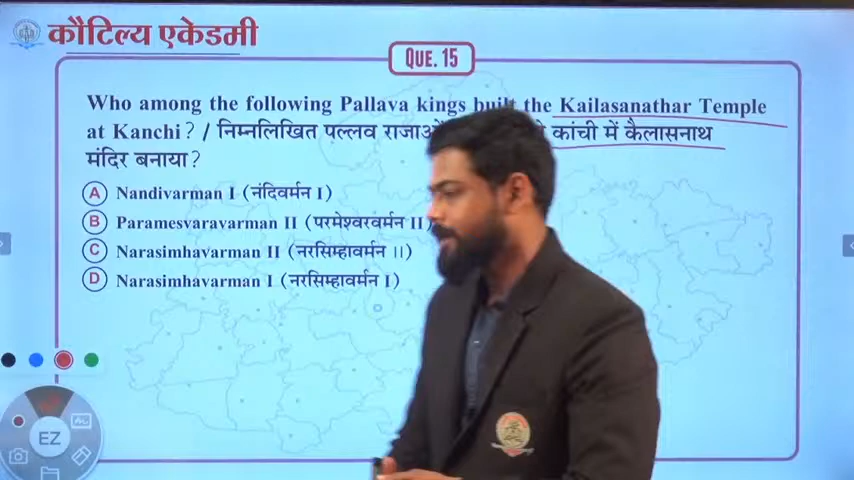 कौटिल्य एकेडमी
QUE. 15
Who among the following Pallava kings built the Kailasanathar Temple
at Kanchi? / निम्नलिखित पल्लव राजाओं कांची में कैलासनाथ
मंदिर बनाया?
A Nandivarman I (नंदिवर्मन I)
B Paramesvaravarman II (परमेश्वरवर्मन II)
C Narasimhavarman II (नरसिम्हावर्मन II)
D Narasimhavarman I (नरसिम्हावर्मन I)
EZ